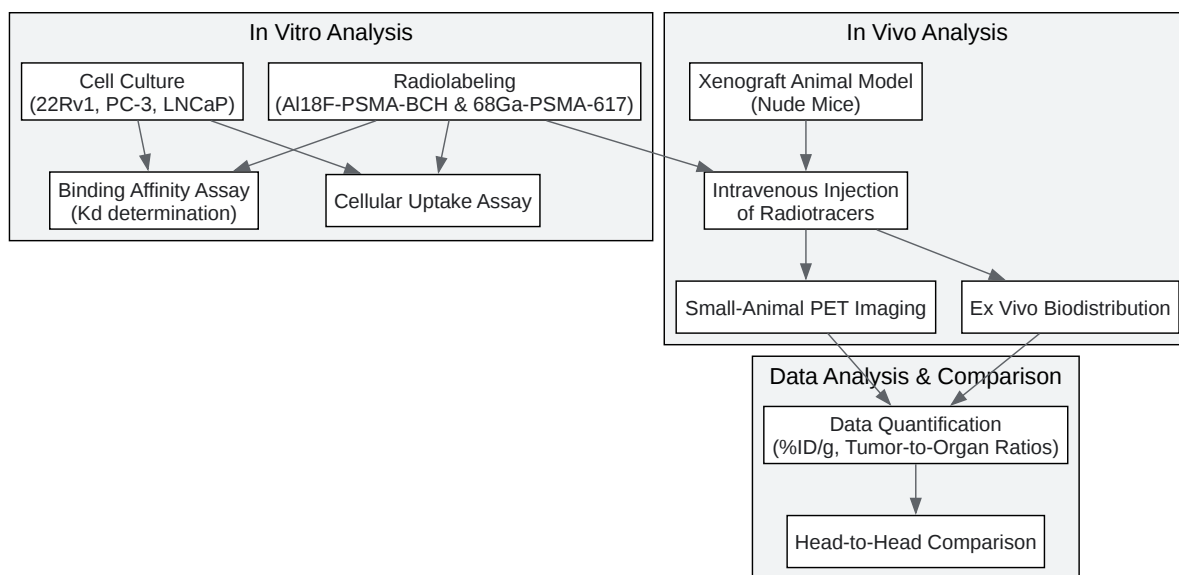 In Vitro Analysis
Cell Culture
(22Rv1, PC-3, LNCaP)
Radiolabeling
(Al18F-PSMA-BCH & 68Ga-PSMA-617)
Binding Affinity Assay
(Kd determination)
Cellular Uptake Assay
In Vivo Analysis
Xenograft Animal Model
(Nude Mice)
Intravenous Injection
of Radiotracers
Small-Animal PET Imaging
Ex Vivo Biodistribution
Data Analysis & Comparison
Data Quantification
(%ID/g, Tumor-to-Organ Ratios)
Head-to-Head Comparison